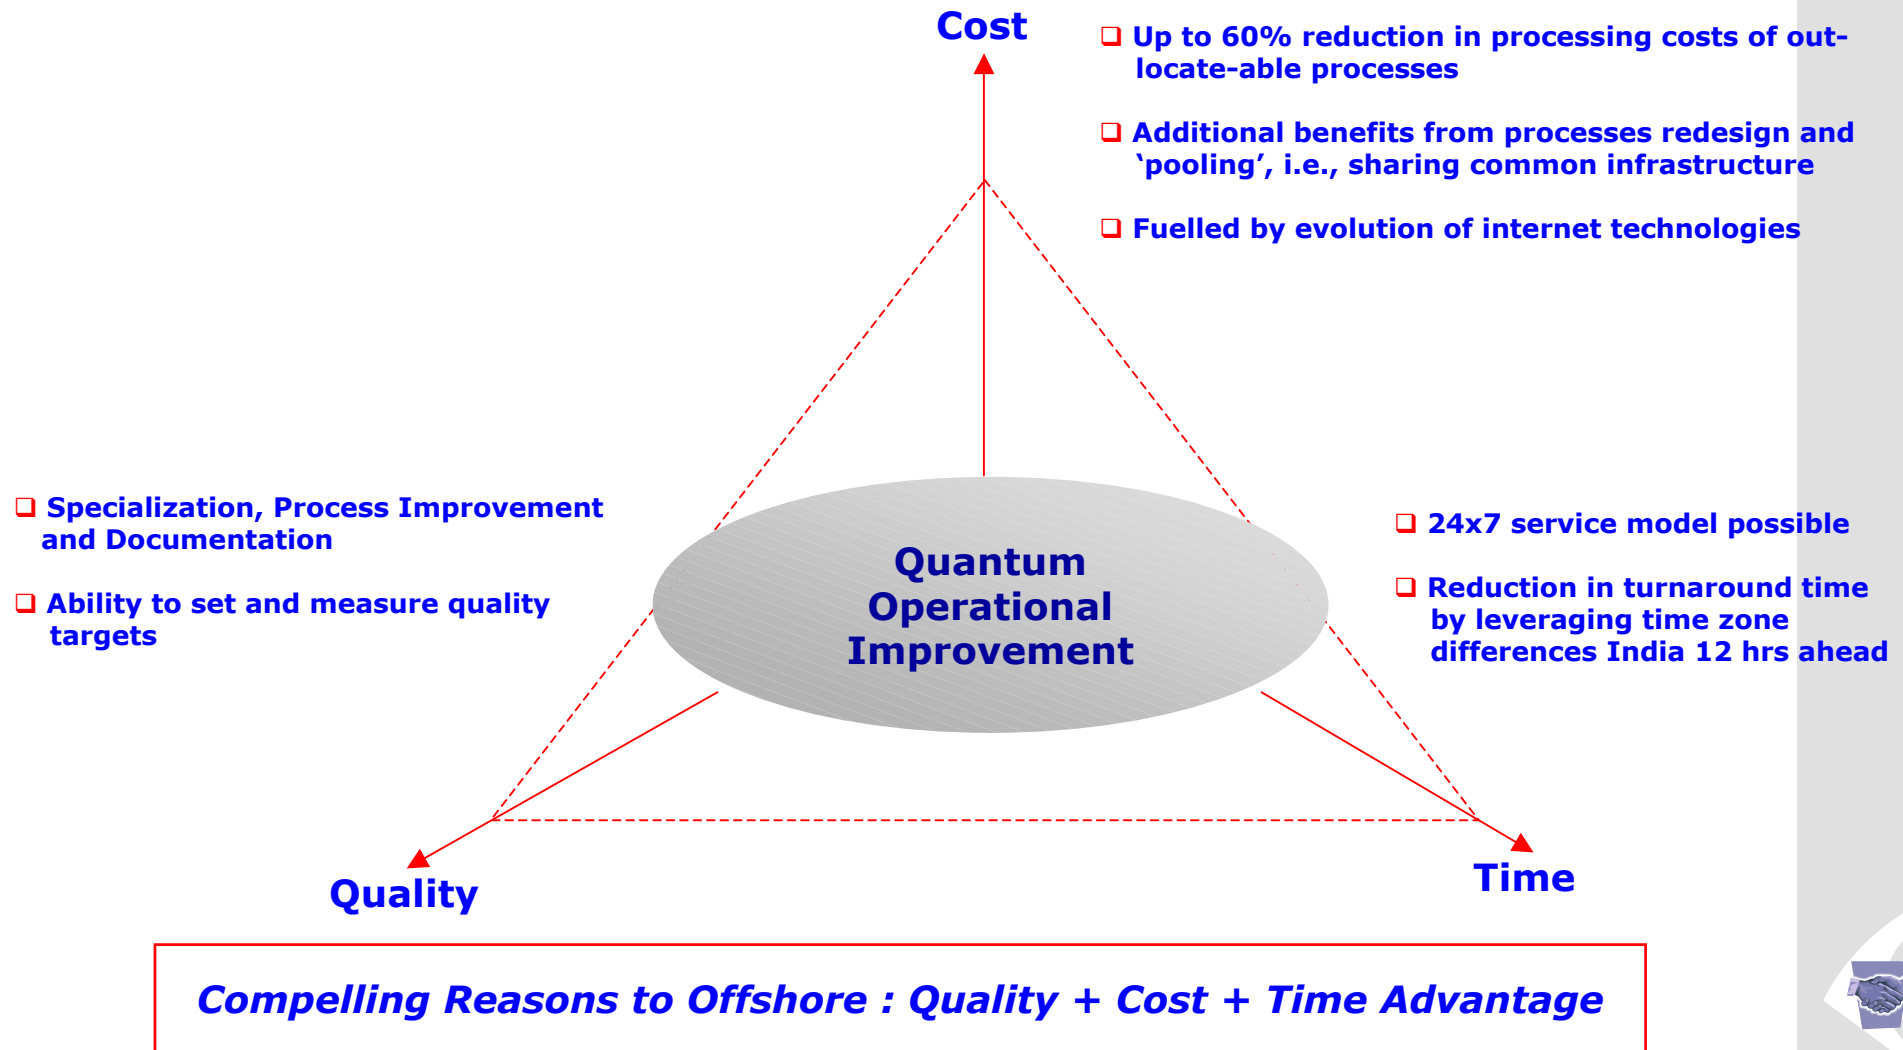 Cost
❑ Up to 60% reduction in processing costs of out-
locate-able processes
❑ Additional benefits from processes redesign and
‘pooling’, i.e., sharing common infrastructure
❑ Fuelled by evolution of internet technologies
❑ Specialization, Process Improvement
and Documentation
❑ Ability to set and measure quality
targets
Quantum
Operational
Improvement
❑ 24x7 service model possible
❑ Reduction in turnaround time
by leveraging time zone
differences India 12 hrs ahead
Quality
Time
Compelling Reasons to Offshore : Quality + Cost + Time Advantage